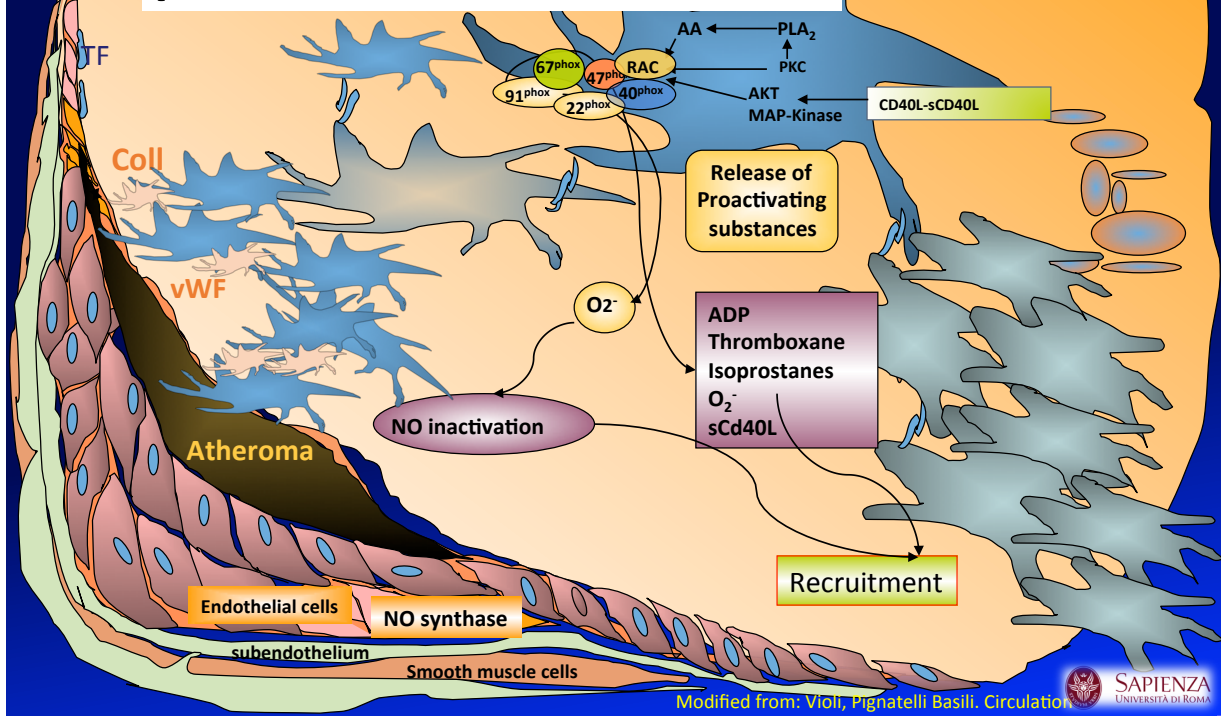 TF
AA
PLA₂
67ᵖʰᵒˣ
47ᵖʰᵒ
RAC
PKC
91ᵖʰᵒˣ
22ᵖʰᵒˣ
40ᵖʰᵒˣ
AKT
MAP-Kinase
CD40L-sCD40L
Coll
Release of
Proactivating
substances
vWF
O2⁻
ADP
Thromboxane
Isoprostanes
O₂⁻
sCd40L
NO inactivation
Atheroma
Recruitment
Endothelial cells
NO synthase
subendothelium
Smooth muscle cells
Modified from: Violi, Pignatelli Basili. Circulation
SAPIENZA
UNIVERSITÀ DI ROMA